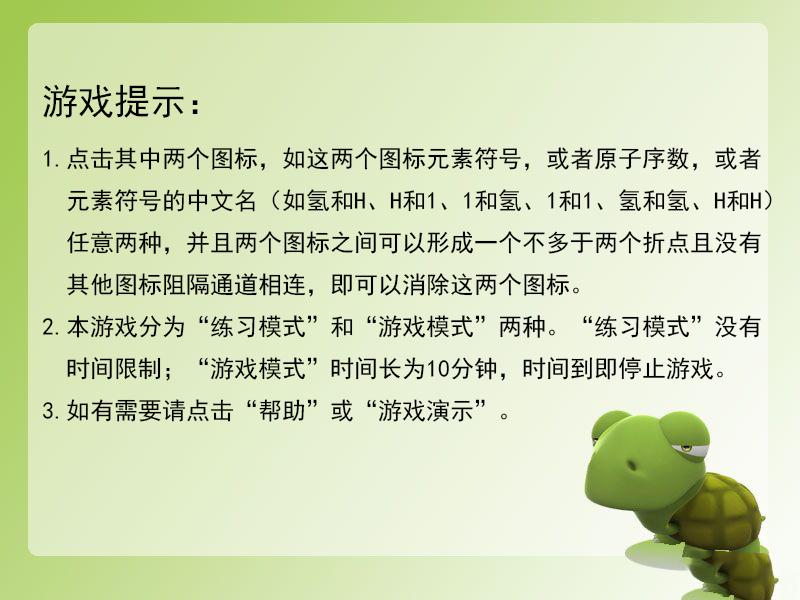 游戏提示：
1.点击其中两个图标，如这两个图标元素符号，或者原子序数，或者
元素符号的中文名（如氢和H、H和1、1和氢、1和1、氢和氢、H和H）
任意两种，并且两个图标之间可以形成一个不多于两个折点且没有
其他图标阻隔通道相连，即可以消除这两个图标。
2.本游戏分为“练习模式”和“游戏模式”两种。“练习模式”没有
时间限制；“游戏模式”时间长为10分钟，时间到即停止游戏。
3.如有需要请点击“帮助”或“游戏演示”。